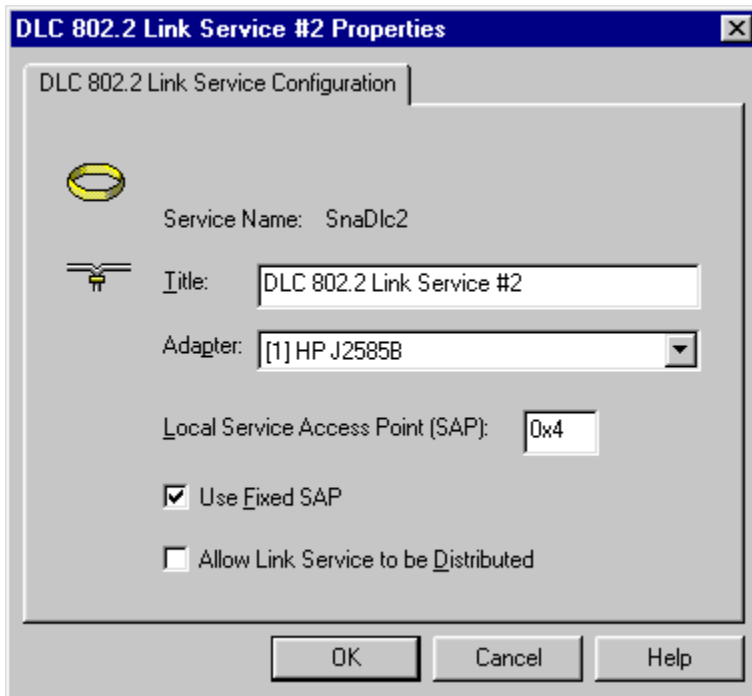 DLC 802.2 Link Service #2 Properties
DLC 802.2 Link Service Configuration
Service Name: SnaDlc2
Title: DLC 802.2 Link Service #2
Adapter: [1] HP J2585B
Local Service Access Point (SAP): 0x4
Use Fixed SAP
Allow Link Service to be Distributed
OK Cancel Help